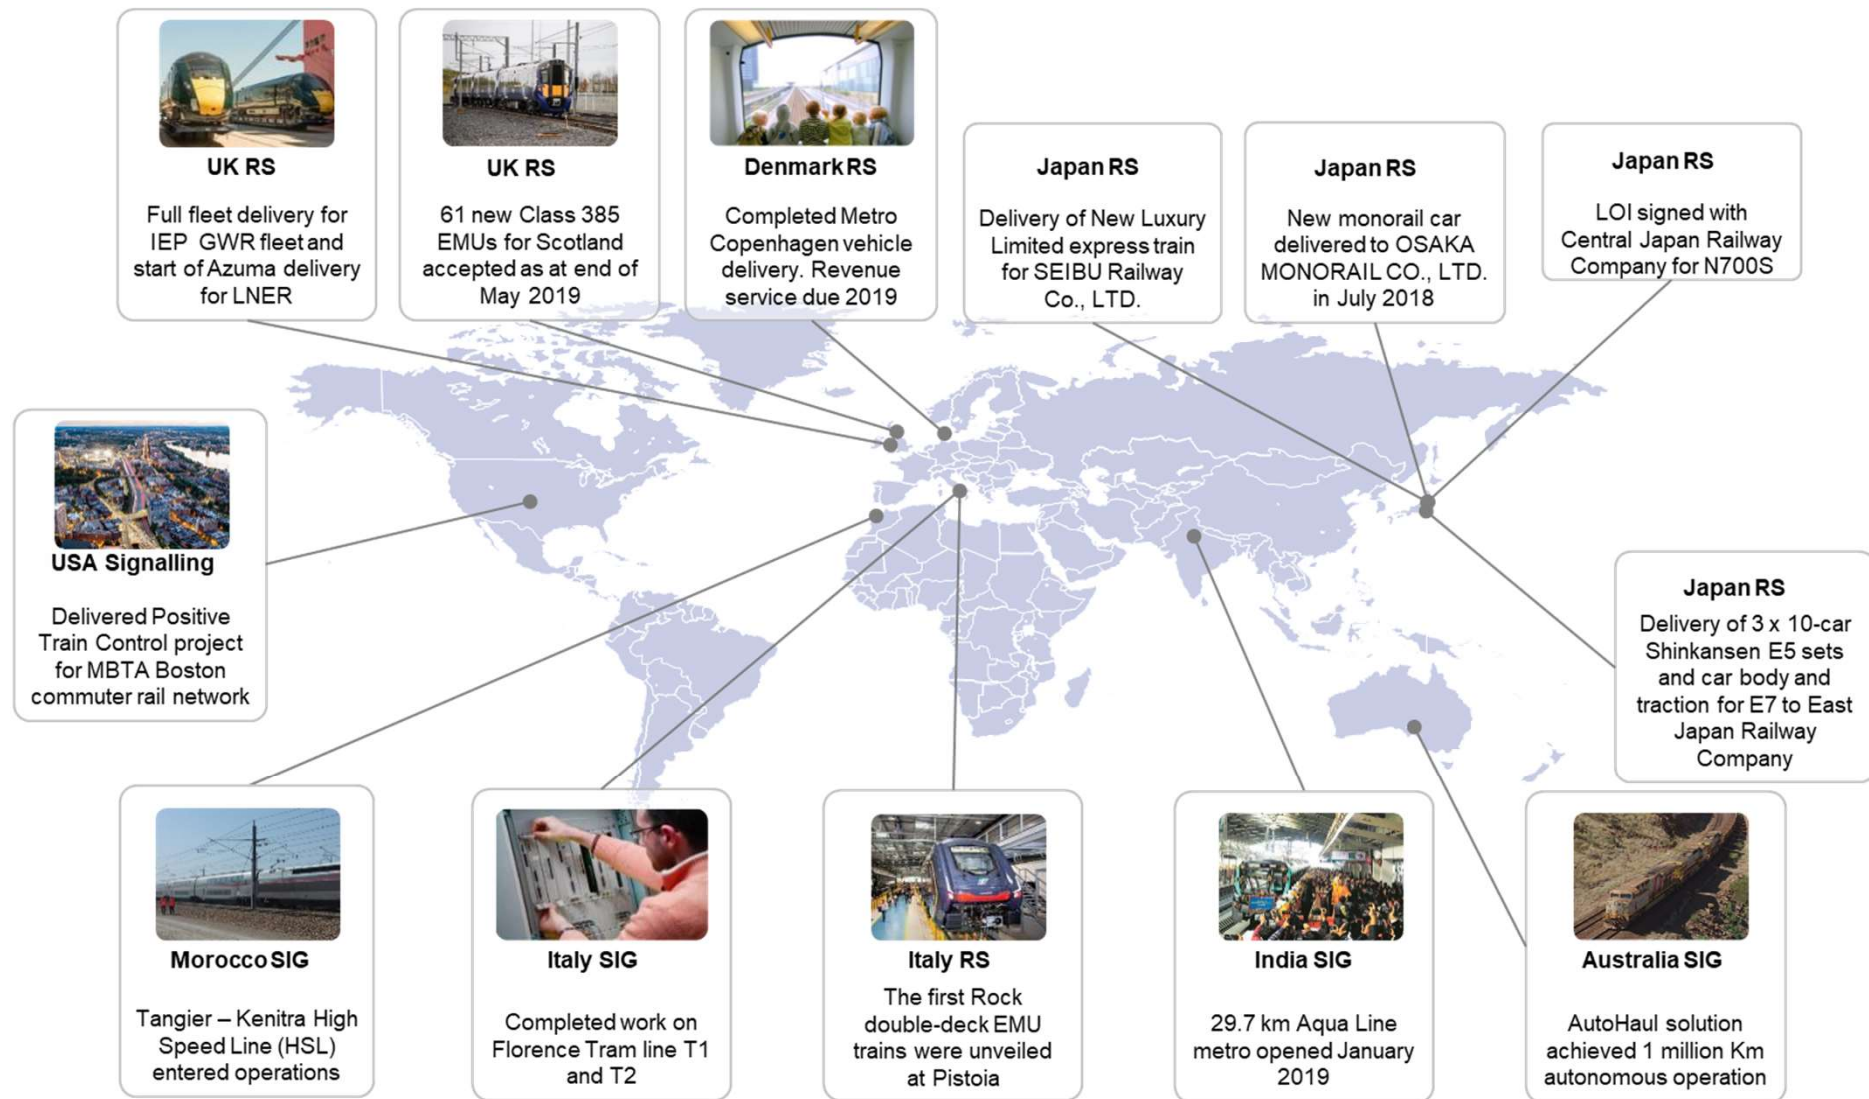 UK RS
Full fleet delivery for
IEP GWR fleet and
start of Azuma delivery
for LNER
UK RS
61 new Class 385
EMUs for Scotland
accepted as at end of
May 2019
Denmark RS
Completed Metro
Copenhagen vehicle
delivery. Revenue
service due 2019
Japan RS
Delivery of New Luxury
Limited express train
for SEIBU Railway
Co., LTD.
Japan RS
New monorail car
delivered to OSAKA
MONORAIL CO., LTD.
in July 2018
Japan RS
LOI signed with
Central Japan Railway
Company for N700S
USA Signalling
Delivered Positive
Train Control project
for MBTA Boston
commuter rail network
Japan RS
Delivery of 3 x 10-car
Shinkansen E5 sets
and car body and
traction for E7 to East
Japan Railway
Company
Morocco SIG
Tangier – Kenitra High
Speed Line (HSL)
entered operations
Italy SIG
Completed work on
Florence Tram line T1
and T2
Italy RS
The first Rock
double-deck EMU
trains were unveiled
at Pistoia
India SIG
29.7 km Aqua Line
metro opened January
2019
Australia SIG
AutoHaul solution
achieved 1 million Km
autonomous operation